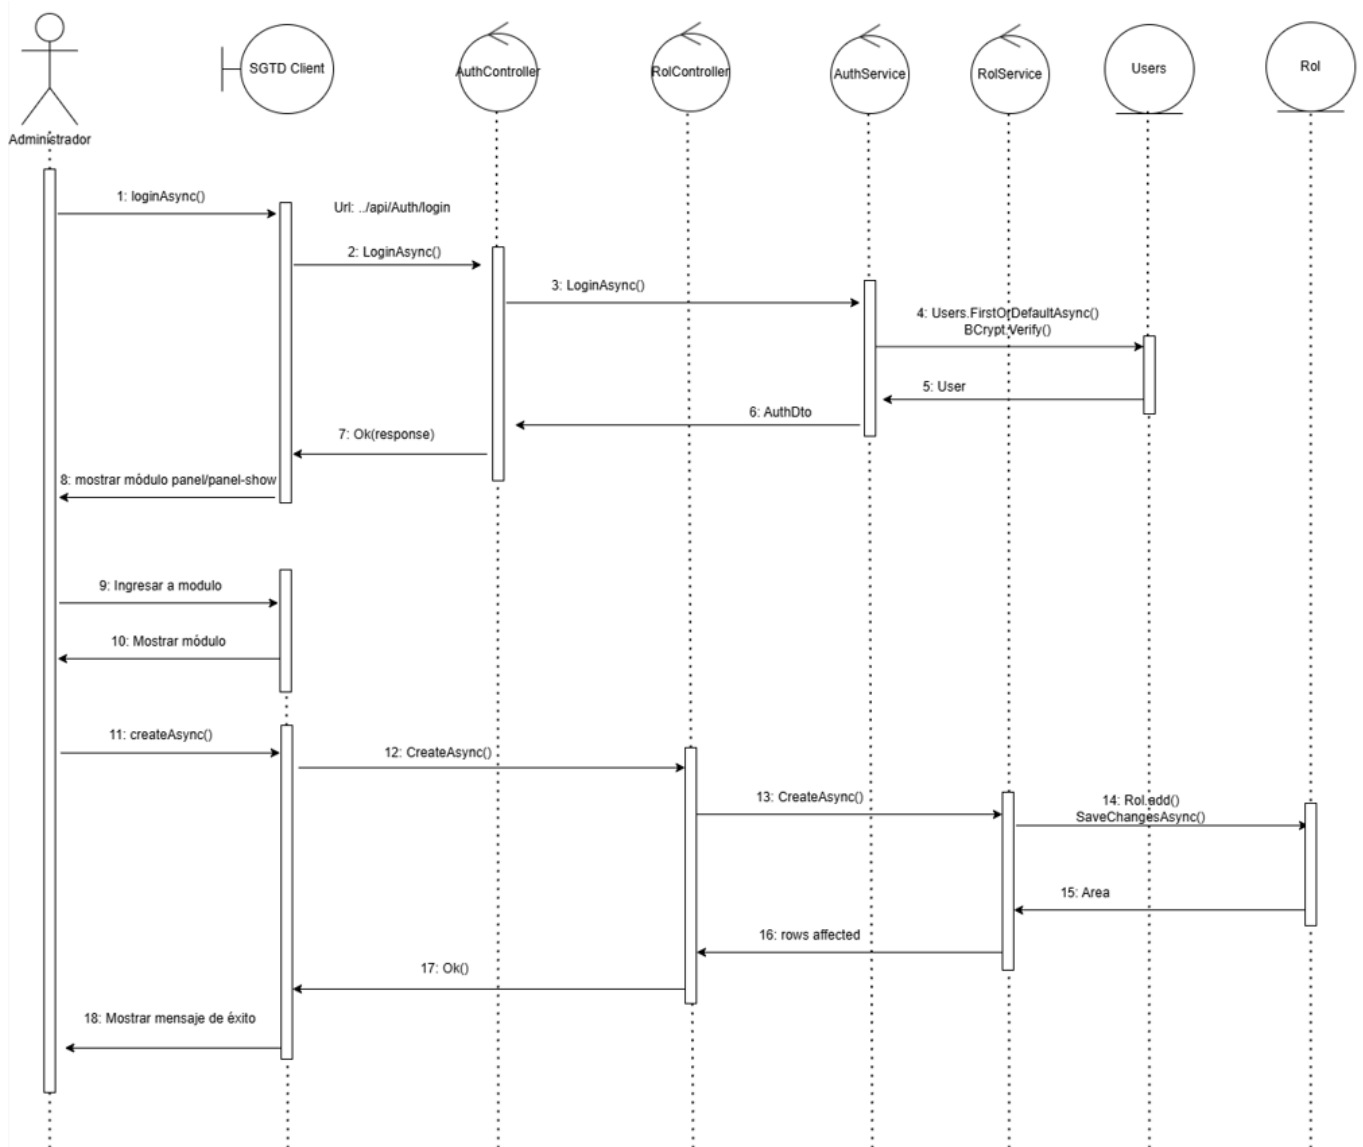 SGTD Client
AuthController
RolController
AuthService
RolService
Users
Rol
Administrador
1: loginAsync()
Url: ../api/Auth/login
2: LoginAsync()
3: LoginAsync()
4: Users.FirstOrDefaultAsync()
BCrypt.Verify()
5: User
6: AuthDto
7: Ok(response)
8: mostrar módulo panel/panel-show
9: Ingresar a modulo
10: Mostrar módulo
11: createAsync()
12: CreateAsync()
13: CreateAsync()
14: Rol.add()
SaveChangesAsync()
15: Area
16: rows affected
17: Ok()
18: Mostrar mensaje de éxito